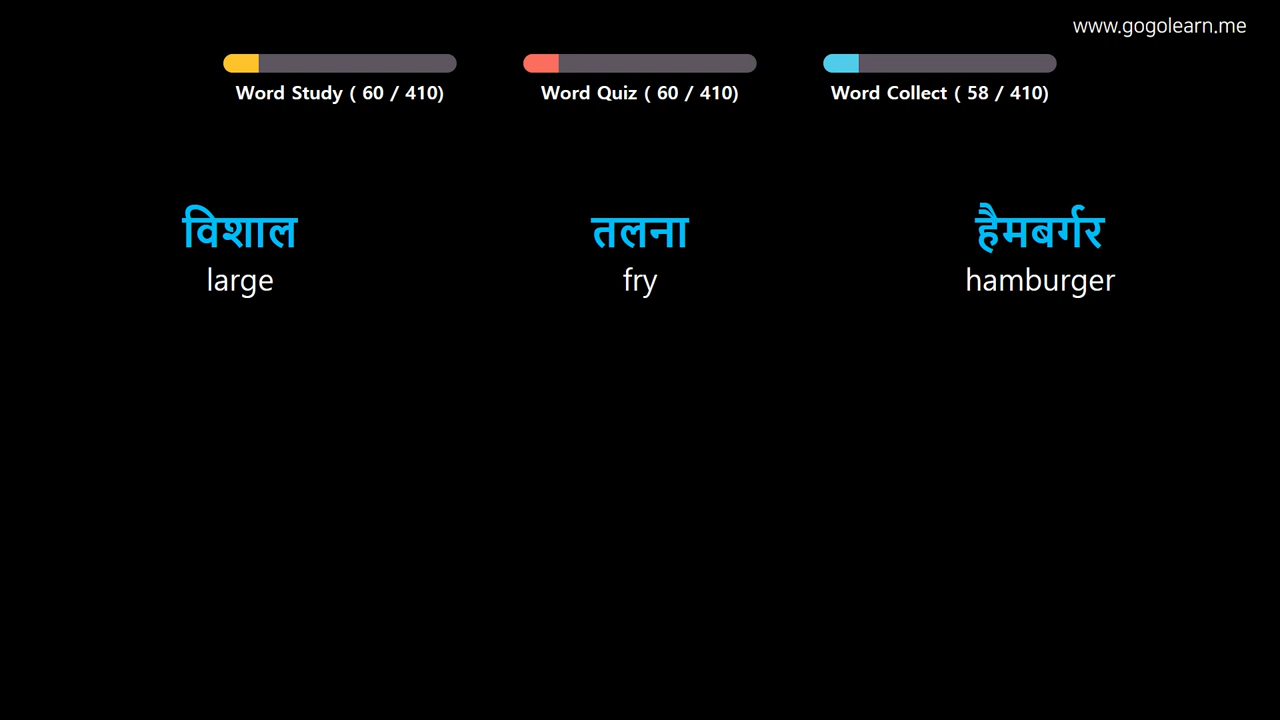 www.gogolearn.me
Word Study ( 60 / 410)
Word Quiz ( 60 / 410)
Word Collect ( 58 / 410)
विशाल
large
तलना
fry
हैमबर्गर
hamburger